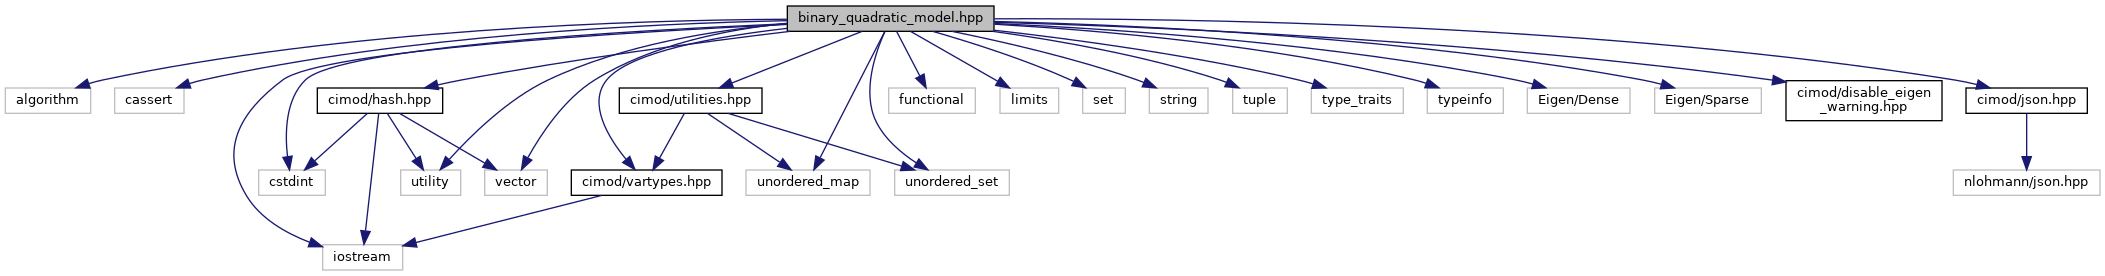 binary_quadratic_model.hpp
algorithm
cassert
cimod/hash.hpp
cimod/utilities.hpp
functional
limits
set
string
tuple
type_traits
typeinfo
Eigen/Dense
Eigen/Sparse
cimod/disable_eigen
_warning.hpp
cimod/json.hpp
cstdint
utility
vector
cimod/vartypes.hpp
unordered_map
unordered_set
nlohmann/json.hpp
iostream